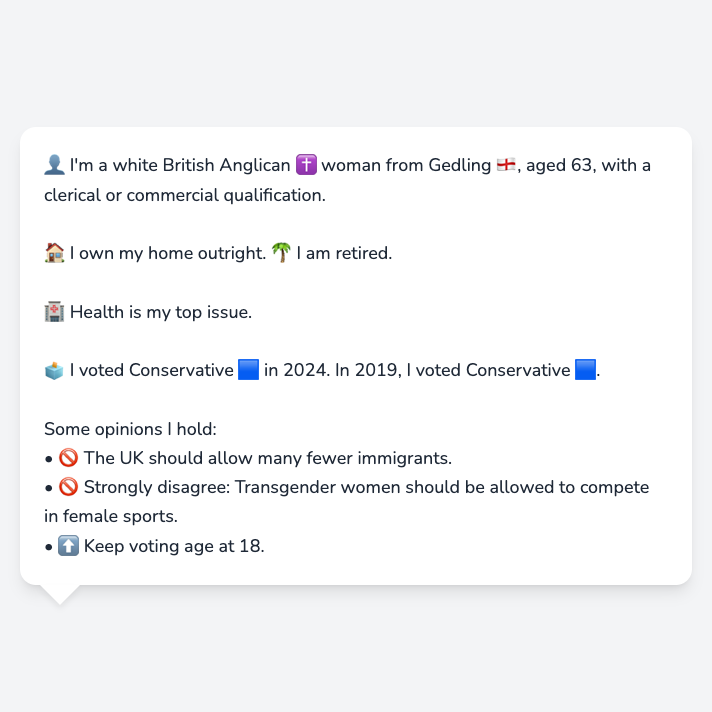 👤 I'm a white British Anglican ✝️ woman from Gedling 🏴󠁧󠁢󠁥󠁮󠁧󠁿, aged 63, with a
clerical or commercial qualification.
🏠 I own my home outright. 🌴 I am retired.
🏥 Health is my top issue.
🗳️ I voted Conservative 🟦 in 2024. In 2019, I voted Conservative 🟦.
Some opinions I hold:
• 🚫 The UK should allow many fewer immigrants.
• 🚫 Strongly disagree: Transgender women should be allowed to compete
in female sports.
• ⬆️ Keep voting age at 18.